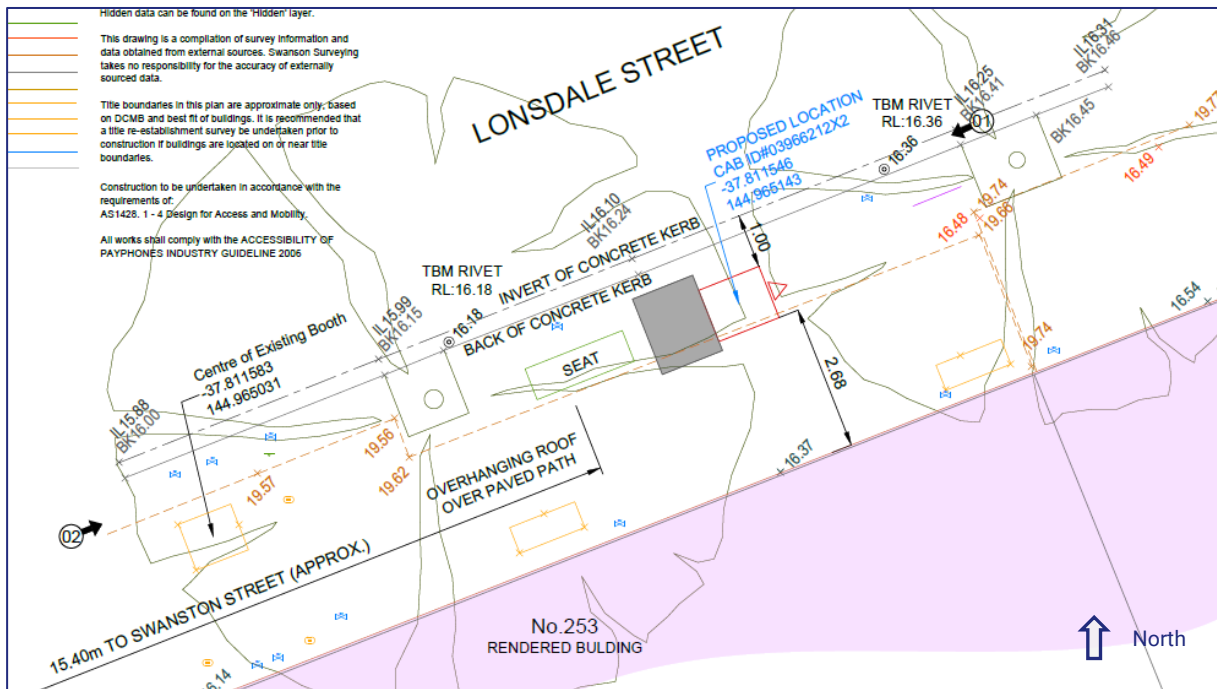 Hidden data can be found on the 'Hidden' layer.
This drawing is a compilation of survey information and
data obtained from external sources. Swanson Surveying
takes no responsibility for the accuracy of externally
sourced data.
Title boundaries in this plan are approximate only, based
on DCMB and best fit of buildings. It is recommended that
a title re-establishment survey be undertaken prior to
construction if buildings are located on or near title
boundaries.
Construction to be undertaken in accordance with the
requirements of:
AS1428. 1 - 4 Design for Access and Mobility.
All works shall comply with the ACCESSIBILITY OF
PAYPHONES INDUSTRY GUIDELINE 2006
LONSDALE STREET
PROPOSED LOCATION
CAB ID#03966212X2
-37.811546
144.965143
TBM RIVET
RL:16.36
01
16.36
IL16.25
BK16.41
IL16.31
BK16.46
BK16.45
19.77
16.49
19.74
19.66
16.48
IL16.10
BK16.24
1.00
INVERT OF CONCRETE KERB
BACK OF CONCRETE KERB
TBM RIVET
RL:16.18
16.18
IL15.99
BK16.15
Centre of Existing Booth
-37.811583
144.965031
SEAT
16.54
19.74
2.68
IL15.88
BK16.00
19.56
19.62
19.57
OVERHANGING ROOF
OVER PAVED PATH
16.37
02
15.40m TO SWANSTON STREET (APPROX.)
No.253
RENDERED BULDING
North